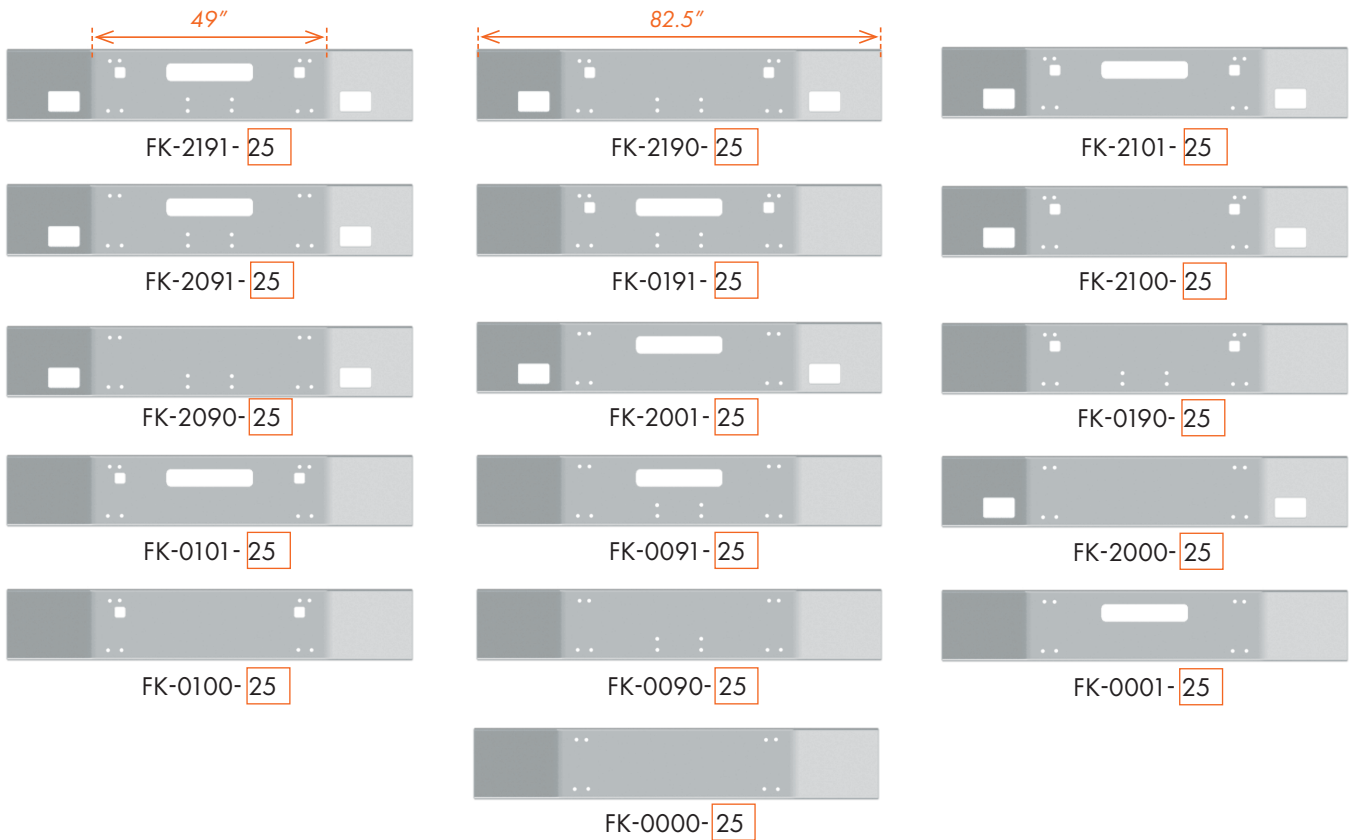 49”
82.5”
FK-2191- 25
FK-2190- 25
FK-2101- 25
FK-2091- 25
FK-0191- 25
FK-2100- 25
FK-2090- 25
FK-2001- 25
FK-0190- 25
FK-0101- 25
FK-0091- 25
FK-2000- 25
FK-0100- 25
FK-0090- 25
FK-0001- 25
FK-0000- 25